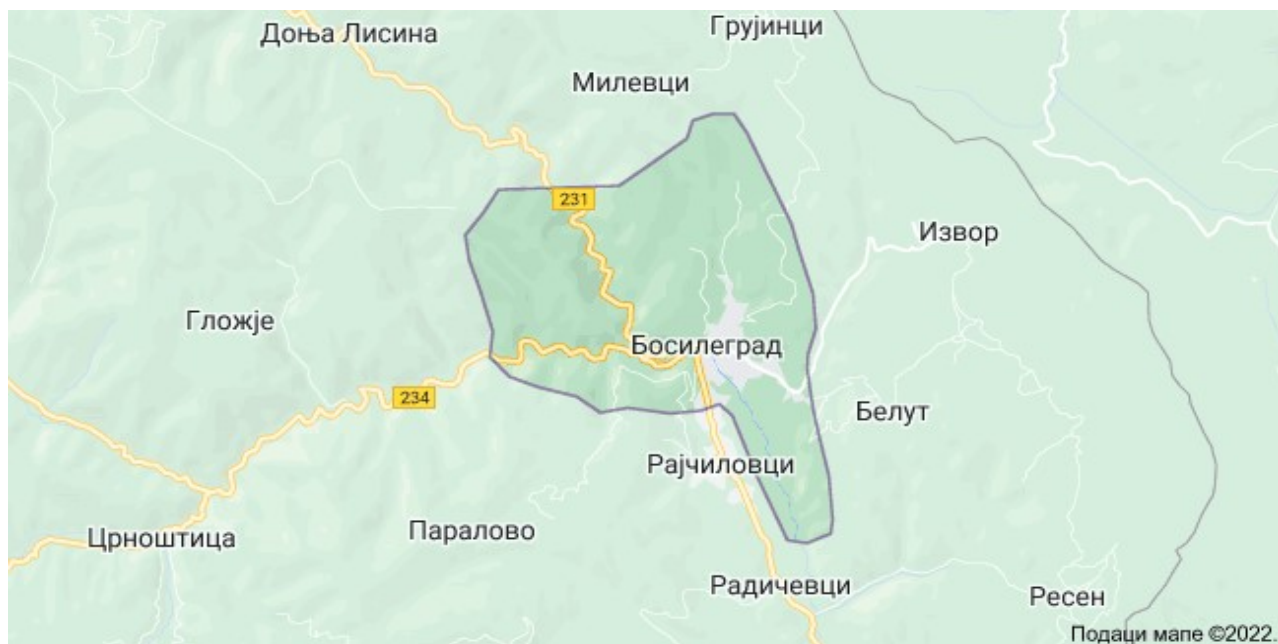 Грујинци
Доња Лисина
Милевци
231
Извор
Гложје
Босилеград
234
Белут
Рајчиловци
Паралово
Црноштица
Радичевци
Ресен
Подаци мапе ©2022.